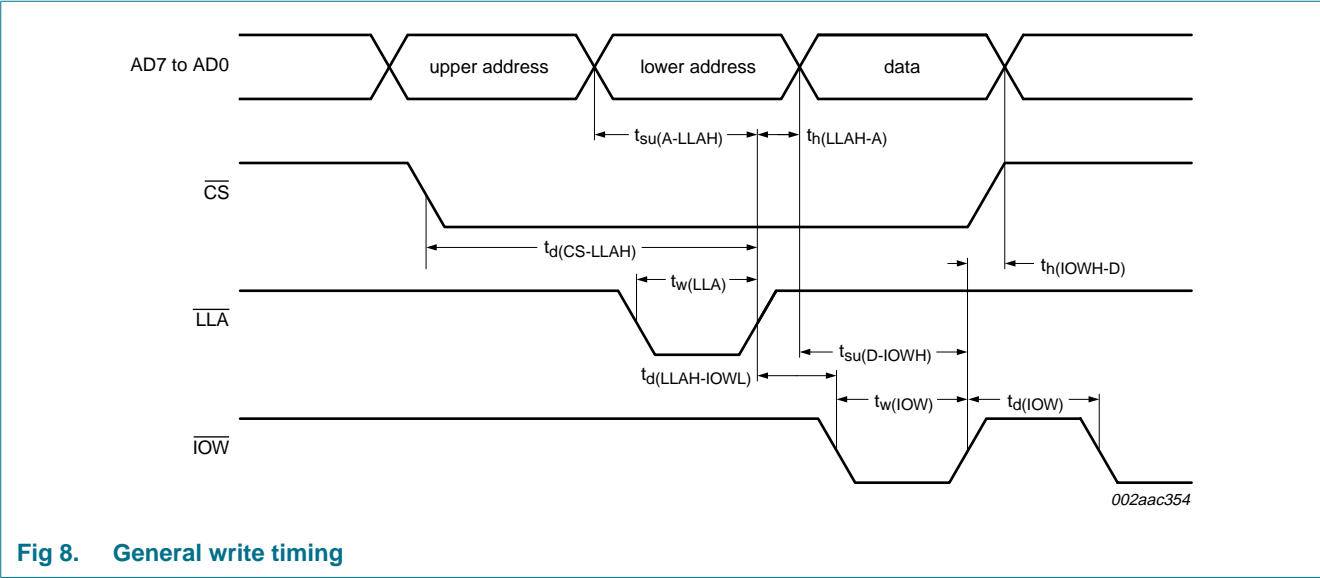 AD7 to AD0
upper address
lower address
data
tsu(A-LLAH)
th(LLAH-A)
CS
td(CS-LLAH)
th(IOWH-D)
tw(LLA)
LLA
tsu(D-IOWH)
td(LLAH-IOWL)
tw(IOW)
td(IOW)
IOW
002aac354
Fig 8. General write timing